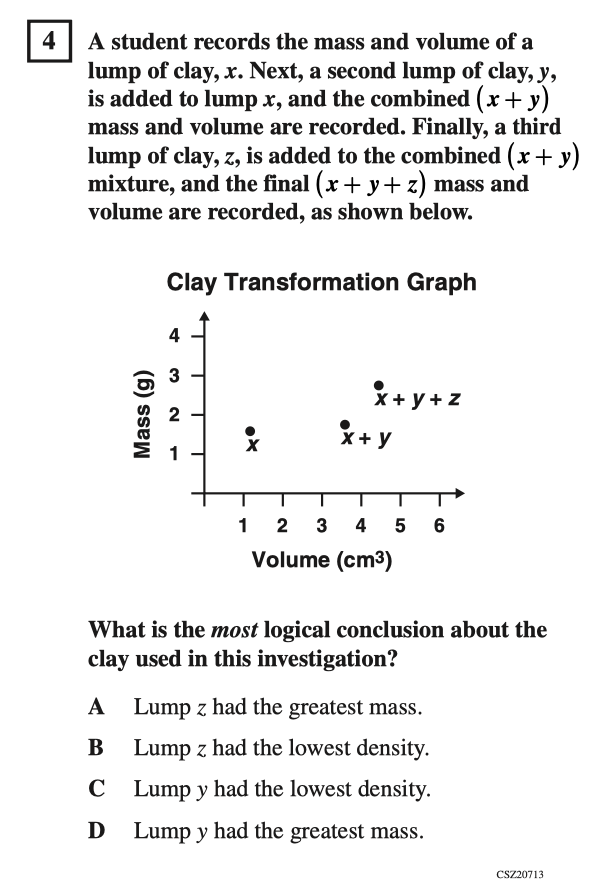 4 A student records the mass and volume of a
lump of clay, x. Next, a second lump of clay, y,
is added to lump x, and the combined (x + y)
mass and volume are recorded. Finally, a third
lump of clay, z, is added to the combined (x + y)
mixture, and the final (x + y + z) mass and
volume are recorded, as shown below.
Clay Transformation Graph
Mass (g)
4
3
2
1
x
x + y
x + y + z
1 2 3 4 5 6
Volume (cm³)
What is the most logical conclusion about the
clay used in this investigation?
A Lump z had the greatest mass.
B Lump z had the lowest density.
C Lump y had the lowest density.
D Lump y had the greatest mass.
CSZ20713